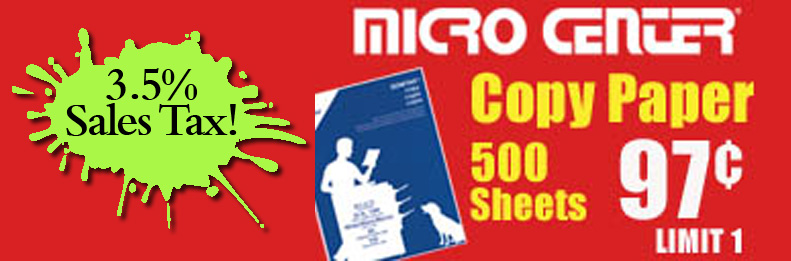 3.5%
Sales Tax!
MICRO CENTER
Copy Paper
500
Sheets
97¢
LIMIT 1